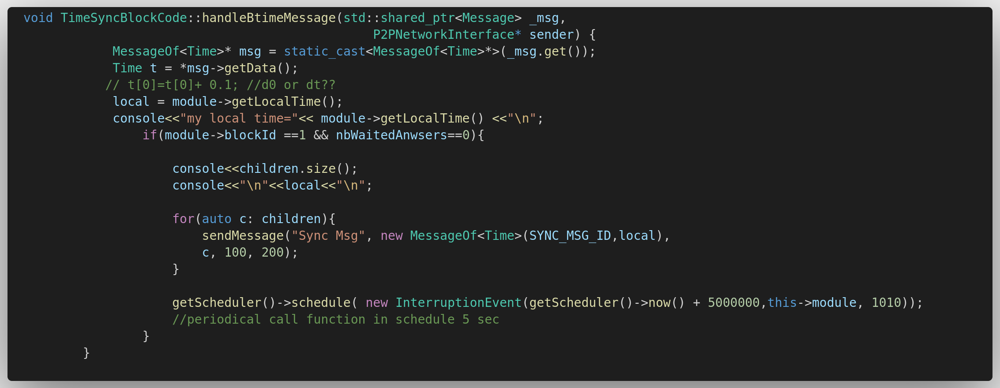 void TimeSyncBlockCode::handleBtimeMessage(std::shared_ptr<Message> _msg,
P2PNetworkInterface* sender) {
MessageOf<Time>* msg = static_cast<MessageOf<Time>*>(_msg.get());
Time t = *msg->getData();
// t[0]=t[0]+ 0.1; //d0 or dt??
local = module->getLocalTime();
console<<"my local time="<< module->getLocalTime() <<"\n";
if(module->blockId ==1 && nbWaitedAnwsers==0){
console<<children.size();
console<<"\n"<<local<<"\n";
for(auto c: children){
sendMessage("Sync Msg", new MessageOf<Time>(SYNC_MSG_ID,local),
c, 100, 200);
}
getScheduler()->schedule( new InterruptionEvent(getScheduler()->now() + 5000000,this->module, 1010));
//periodical call function in schedule 5 sec
}
}